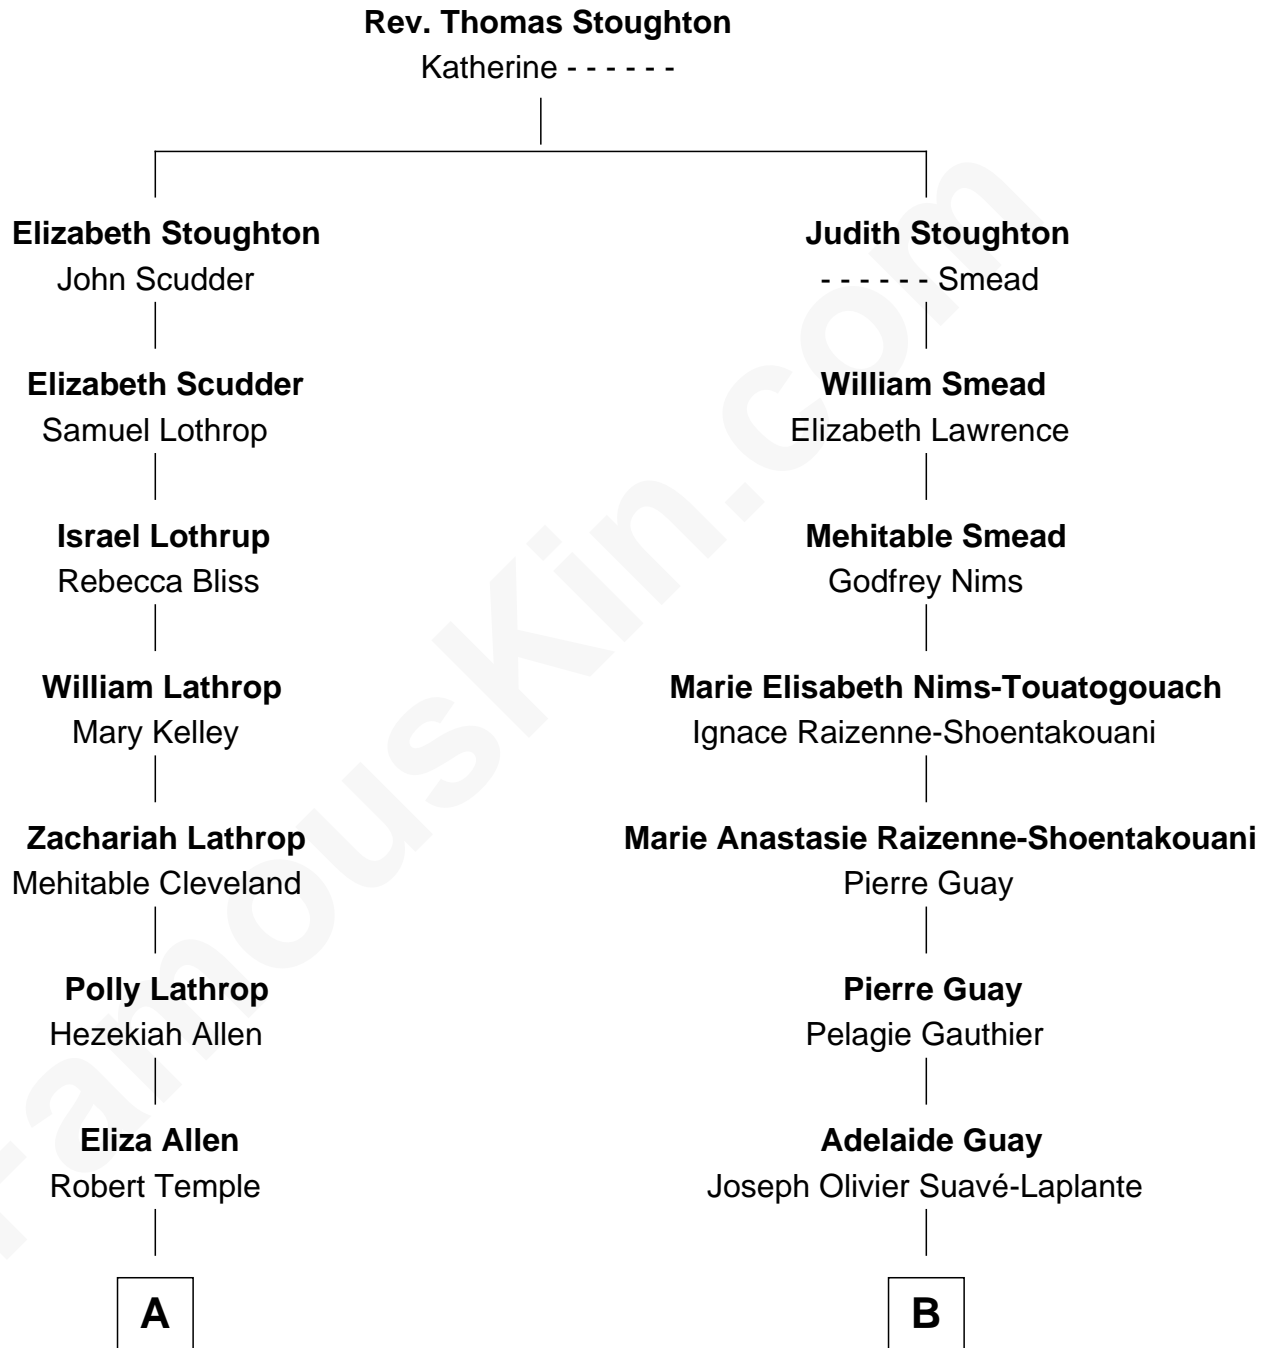 Rev. Thomas Stoughton
Katherine - - - - - -
Elizabeth Stoughton
John Scudder
Judith Stoughton
- - - - - - Smead
Elizabeth Scudder
Samuel Lothrop
William Smead
Elizabeth Lawrence
Israel Lothrup
Rebecca Bliss
Mehitable Smead
Godfrey Nims
William Lathrop
Mary Kelley
Marie Elisabeth Nims-Touatogouach
Ignace Raizenne-Shoentakouani
Zachariah Lathrop
Mehitable Cleveland
Marie Anastasie Raizenne-Shoentakouani
Pierre Guay
Polly Lathrop
Hezekiah Allen
Pierre Guay
Pelagie Gauthier
Eliza Allen
Robert Temple
Adelaide Guay
Joseph Olivier Suavé-Laplante
A
B
FamousKin.com